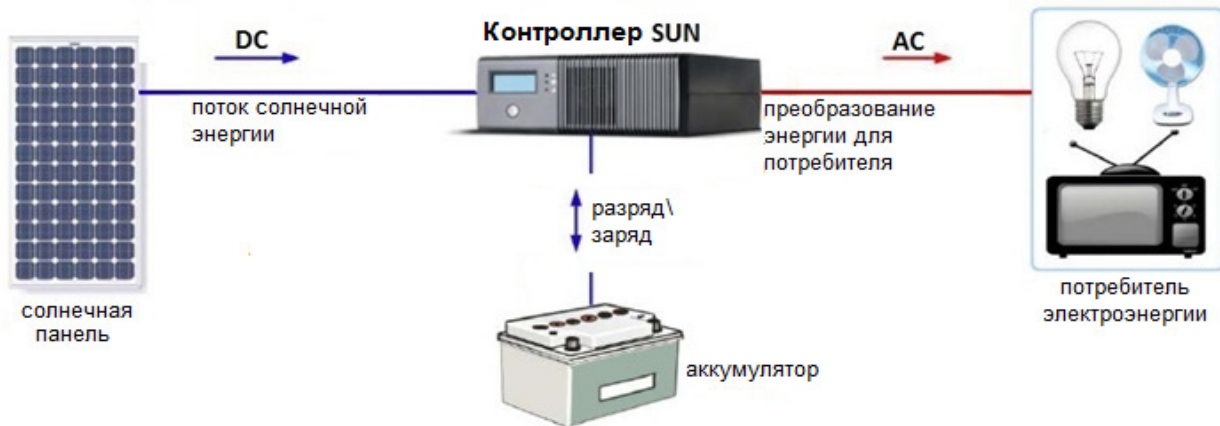 DC
Контроллер SUN
AC
поток солнечной
энергии
преобразование
энергии для
потребителя
разряд\
заряд
солнечная
панель
аккумулятор
потребитель
электроэнергии